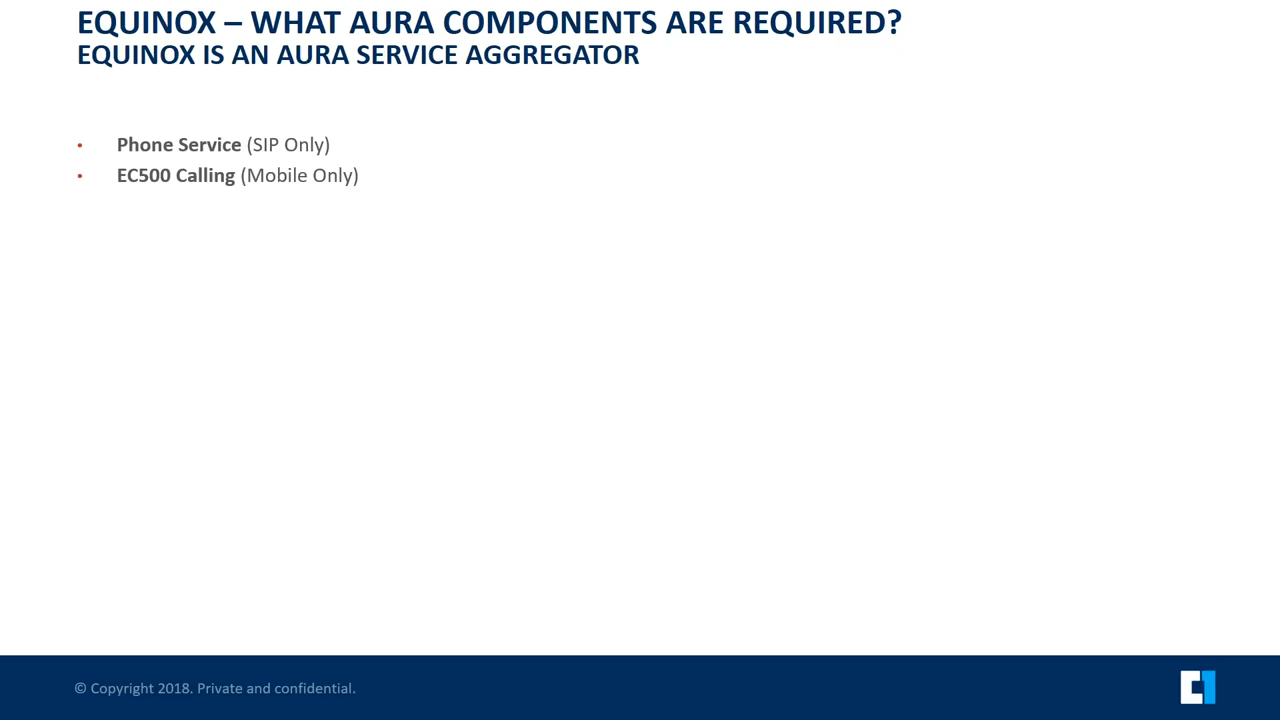 EQUINOX – WHAT AURA COMPONENTS ARE REQUIRED?
EQUINOX IS AN AURA SERVICE AGGREGATOR
• Phone Service (SIP Only)
• EC500 Calling (Mobile Only)
© Copyright 2018. Private and confidential.